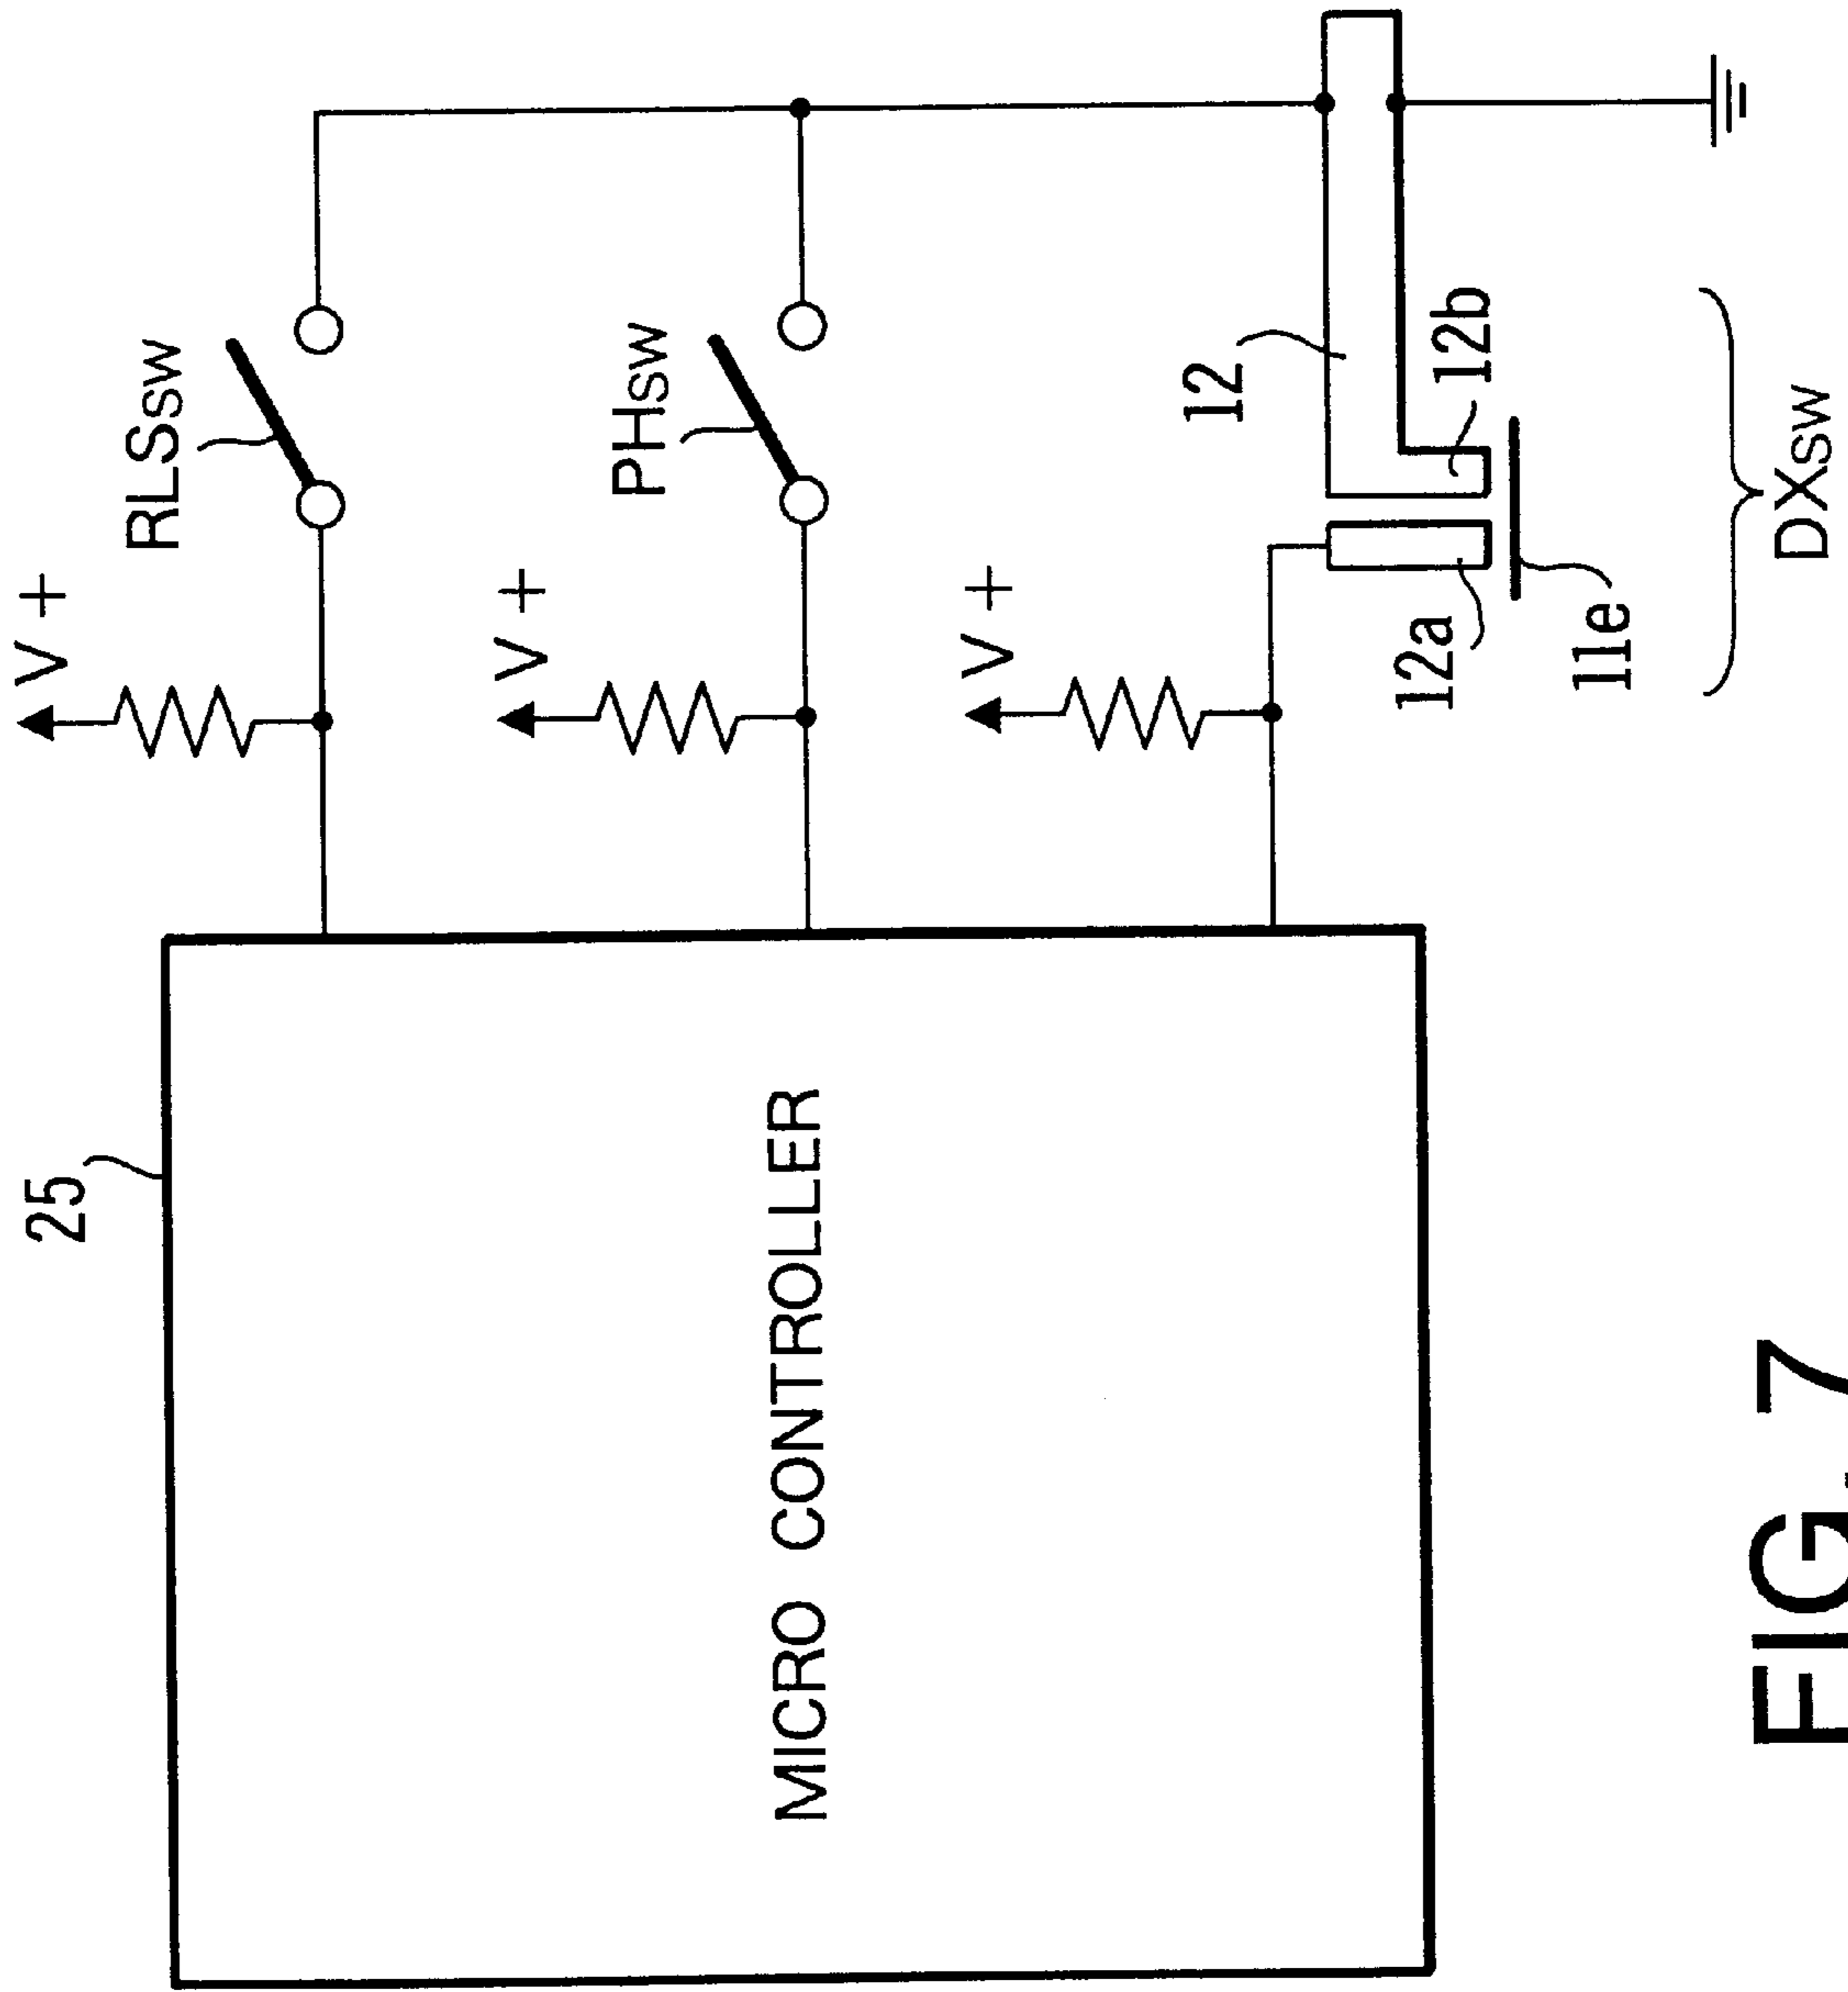 25
MICRO CONTROLLER
V +
V +
V +
RLSSW
PHSW
12
12a
12b
11e
DXSW
FIG. 7